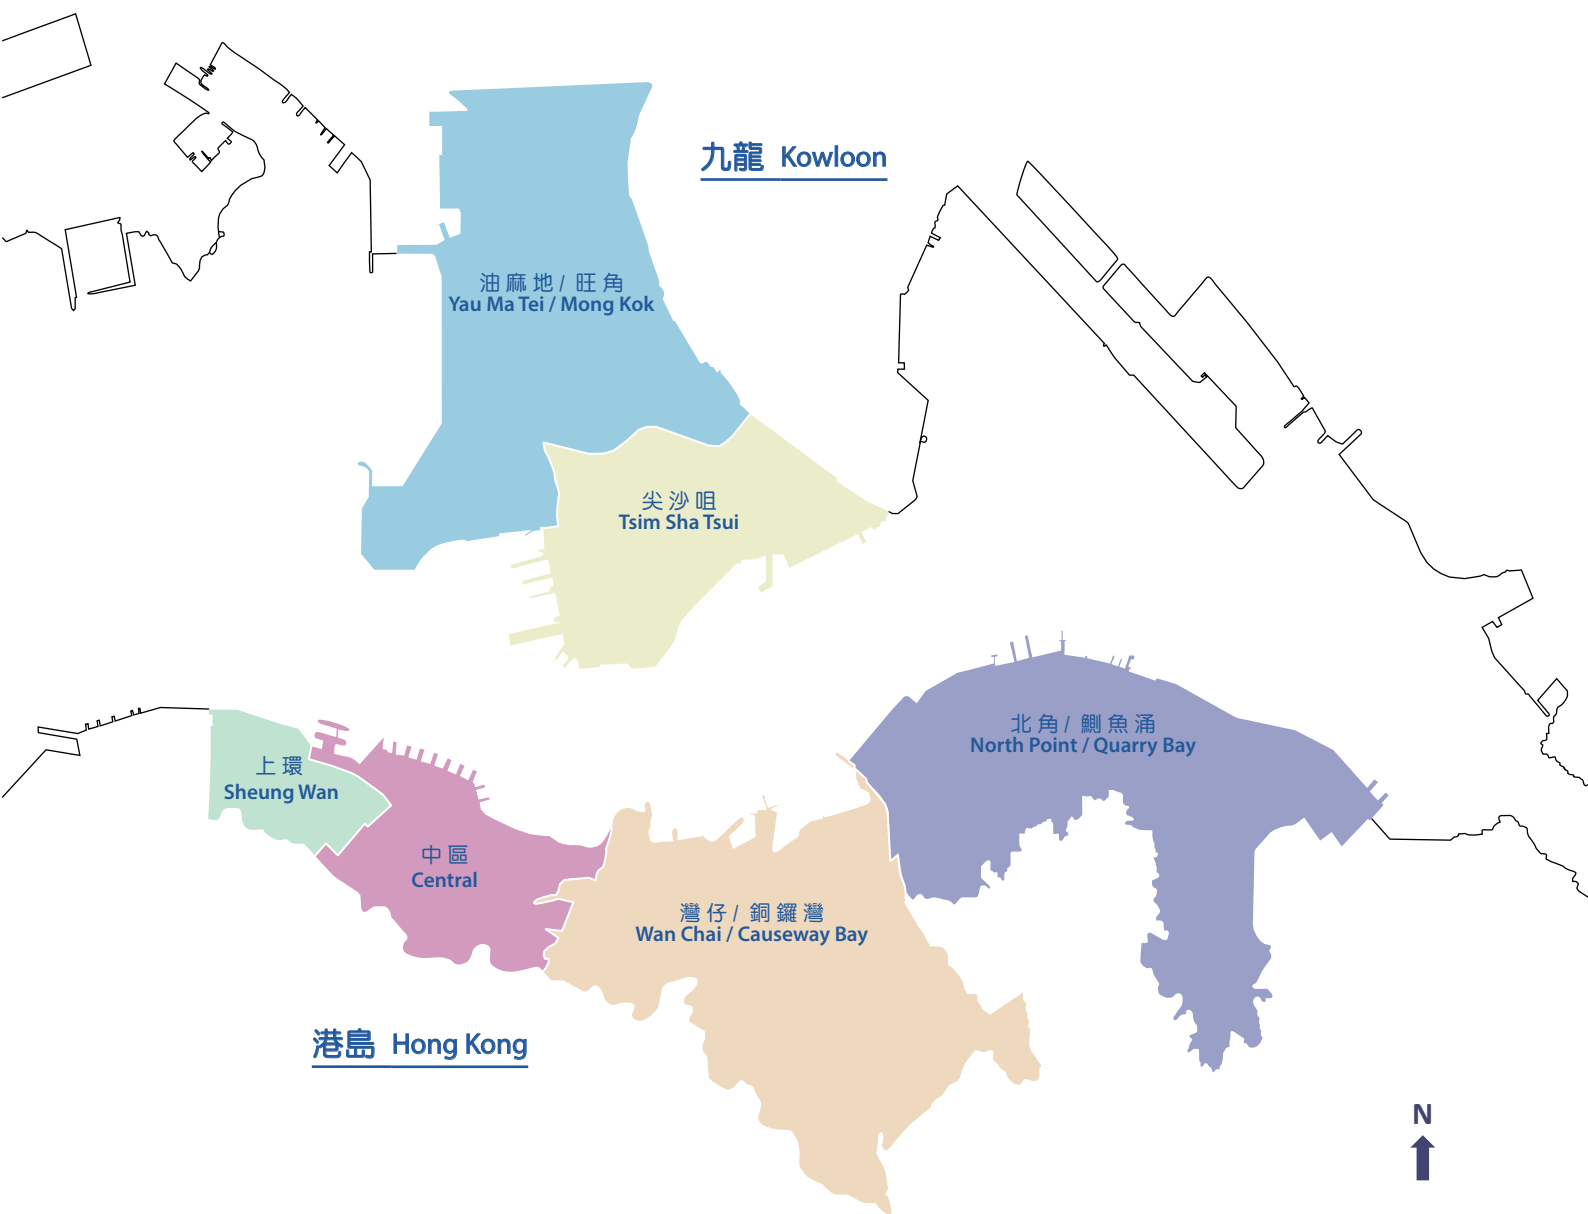 九龍 Kowloon
油麻地 / 旺角
Yau Ma Tei / Mong Kok
尖沙咀
Tsim Sha Tsui
北角 / 鰂魚涌
North Point / Quarry Bay
上環
Sheung Wan
中區
Central
灣仔 / 銅鑼灣
Wan Chai / Causeway Bay
港島 Hong Kong
N